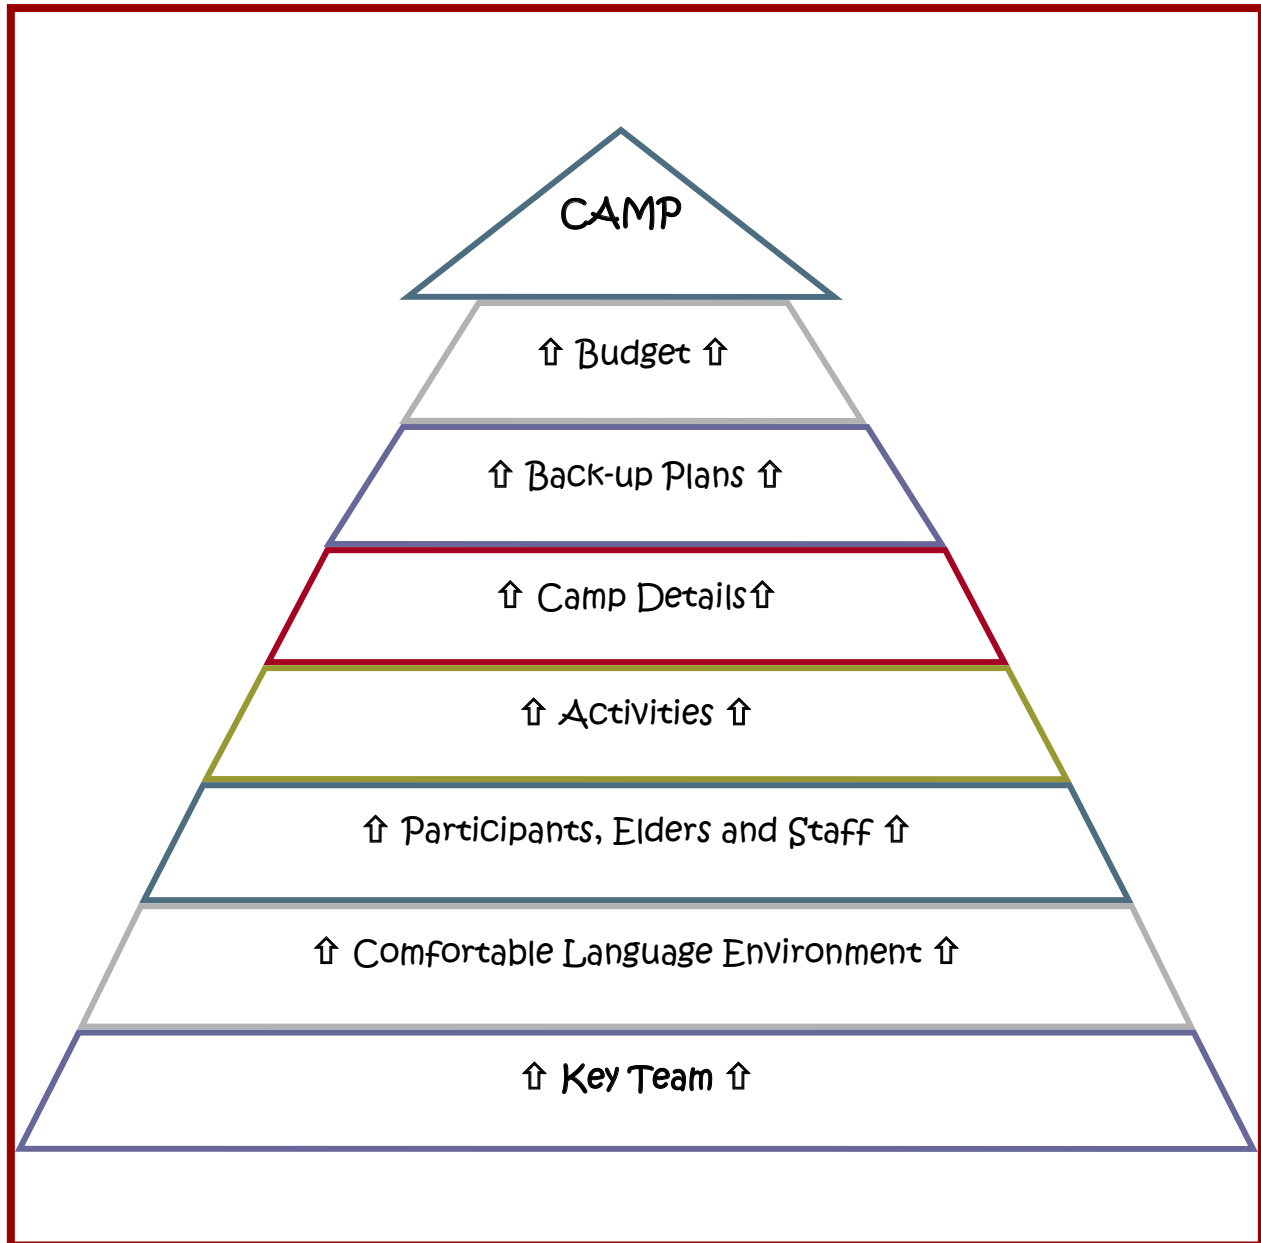 CAMP
⇧ Budget ⇧
⇧ Back-up Plans ⇧
⇧ Camp Details⇧
⇧ Activities ⇧
⇧ Participants, Elders and Staff ⇧
⇧ Comfortable Language Environment ⇧
⇧ Key Team ⇧